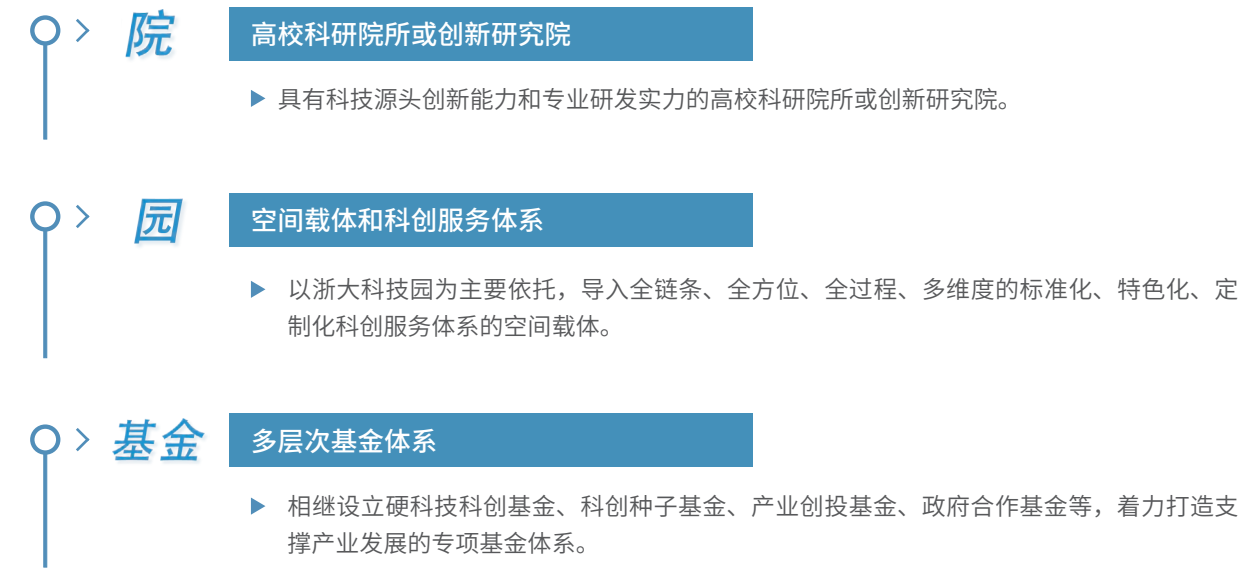 院
高校科研院所或创新研究院
具有科技源头创新能力和专业研发实力的高校科研院所或创新研究院。
园
空间载体和科创服务体系
以浙大科技园为主要依托，导入全链条、全方位、全过程、多维度的标准化、特色化、定
制化科创服务体系的空间载体。
基金
多层次基金体系
相继设立硬科技科创基金、科创种子基金、产业创投基金、政府合作基金等，着力打造支
撑产业发展的专项基金体系。